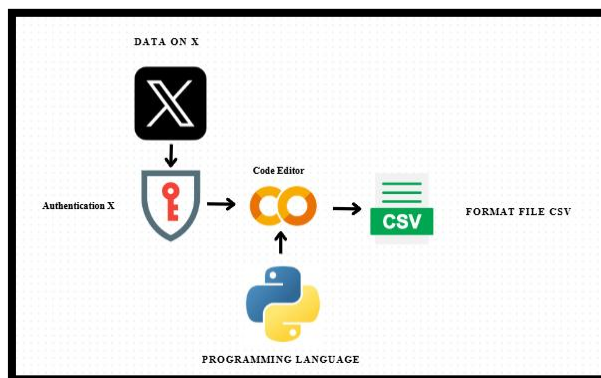 DATA ON X
Authentication X
Code Editor
CSV
FORMAT FILE CSV
PROGRAMMING LANGUAGE